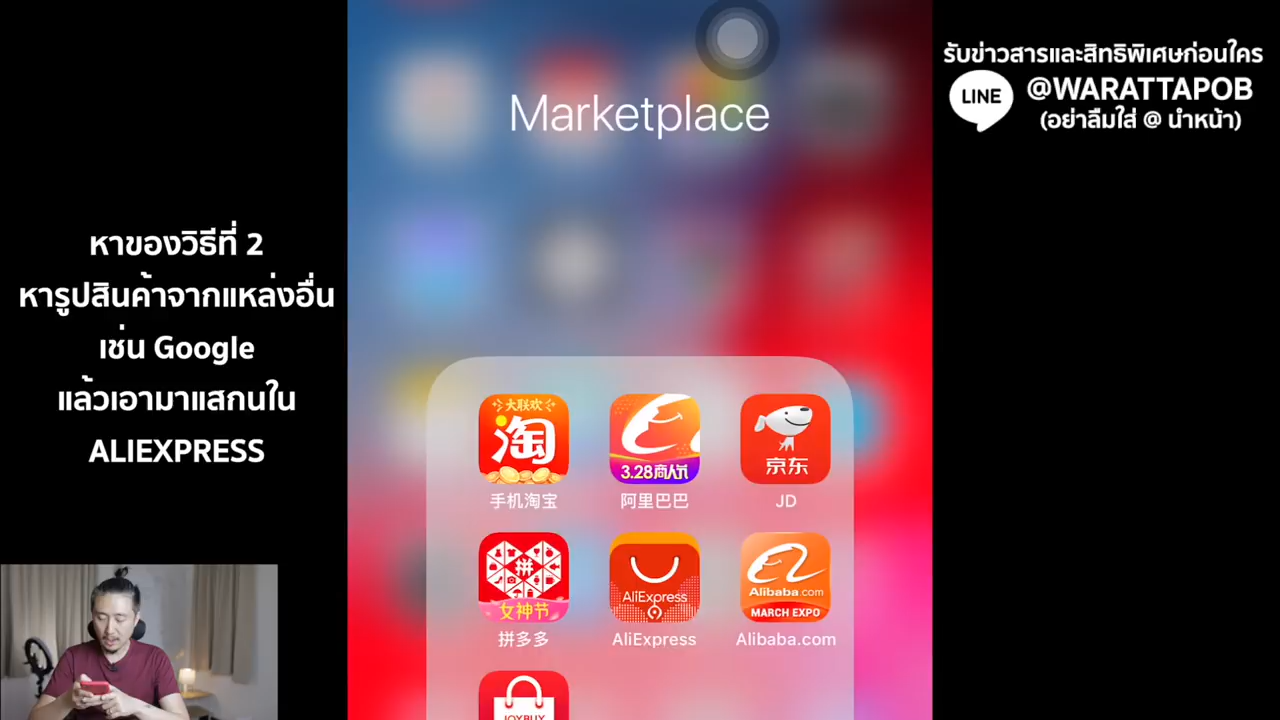 รับข่าวสารและสิทธิพิเศษก่อนใคร
LINE
@WARATTAPOB
(อย่าลืมใส่ @ นำหน้า)
Marketplace
หาของวิธีที่ 2
หารูปสินค้าจากแหล่งอื่น
เช่น Google
แล้วเอามาแสกนใน
ALIEXPRESS
大联欢
淘
手机淘宝
3.28商人节
阿里巴巴
京东
JD
拼
女神节
拼多多
AliExpress
AliExpress
Alibaba.com
MARCH EXPO
Alibaba.com
JOYBUY